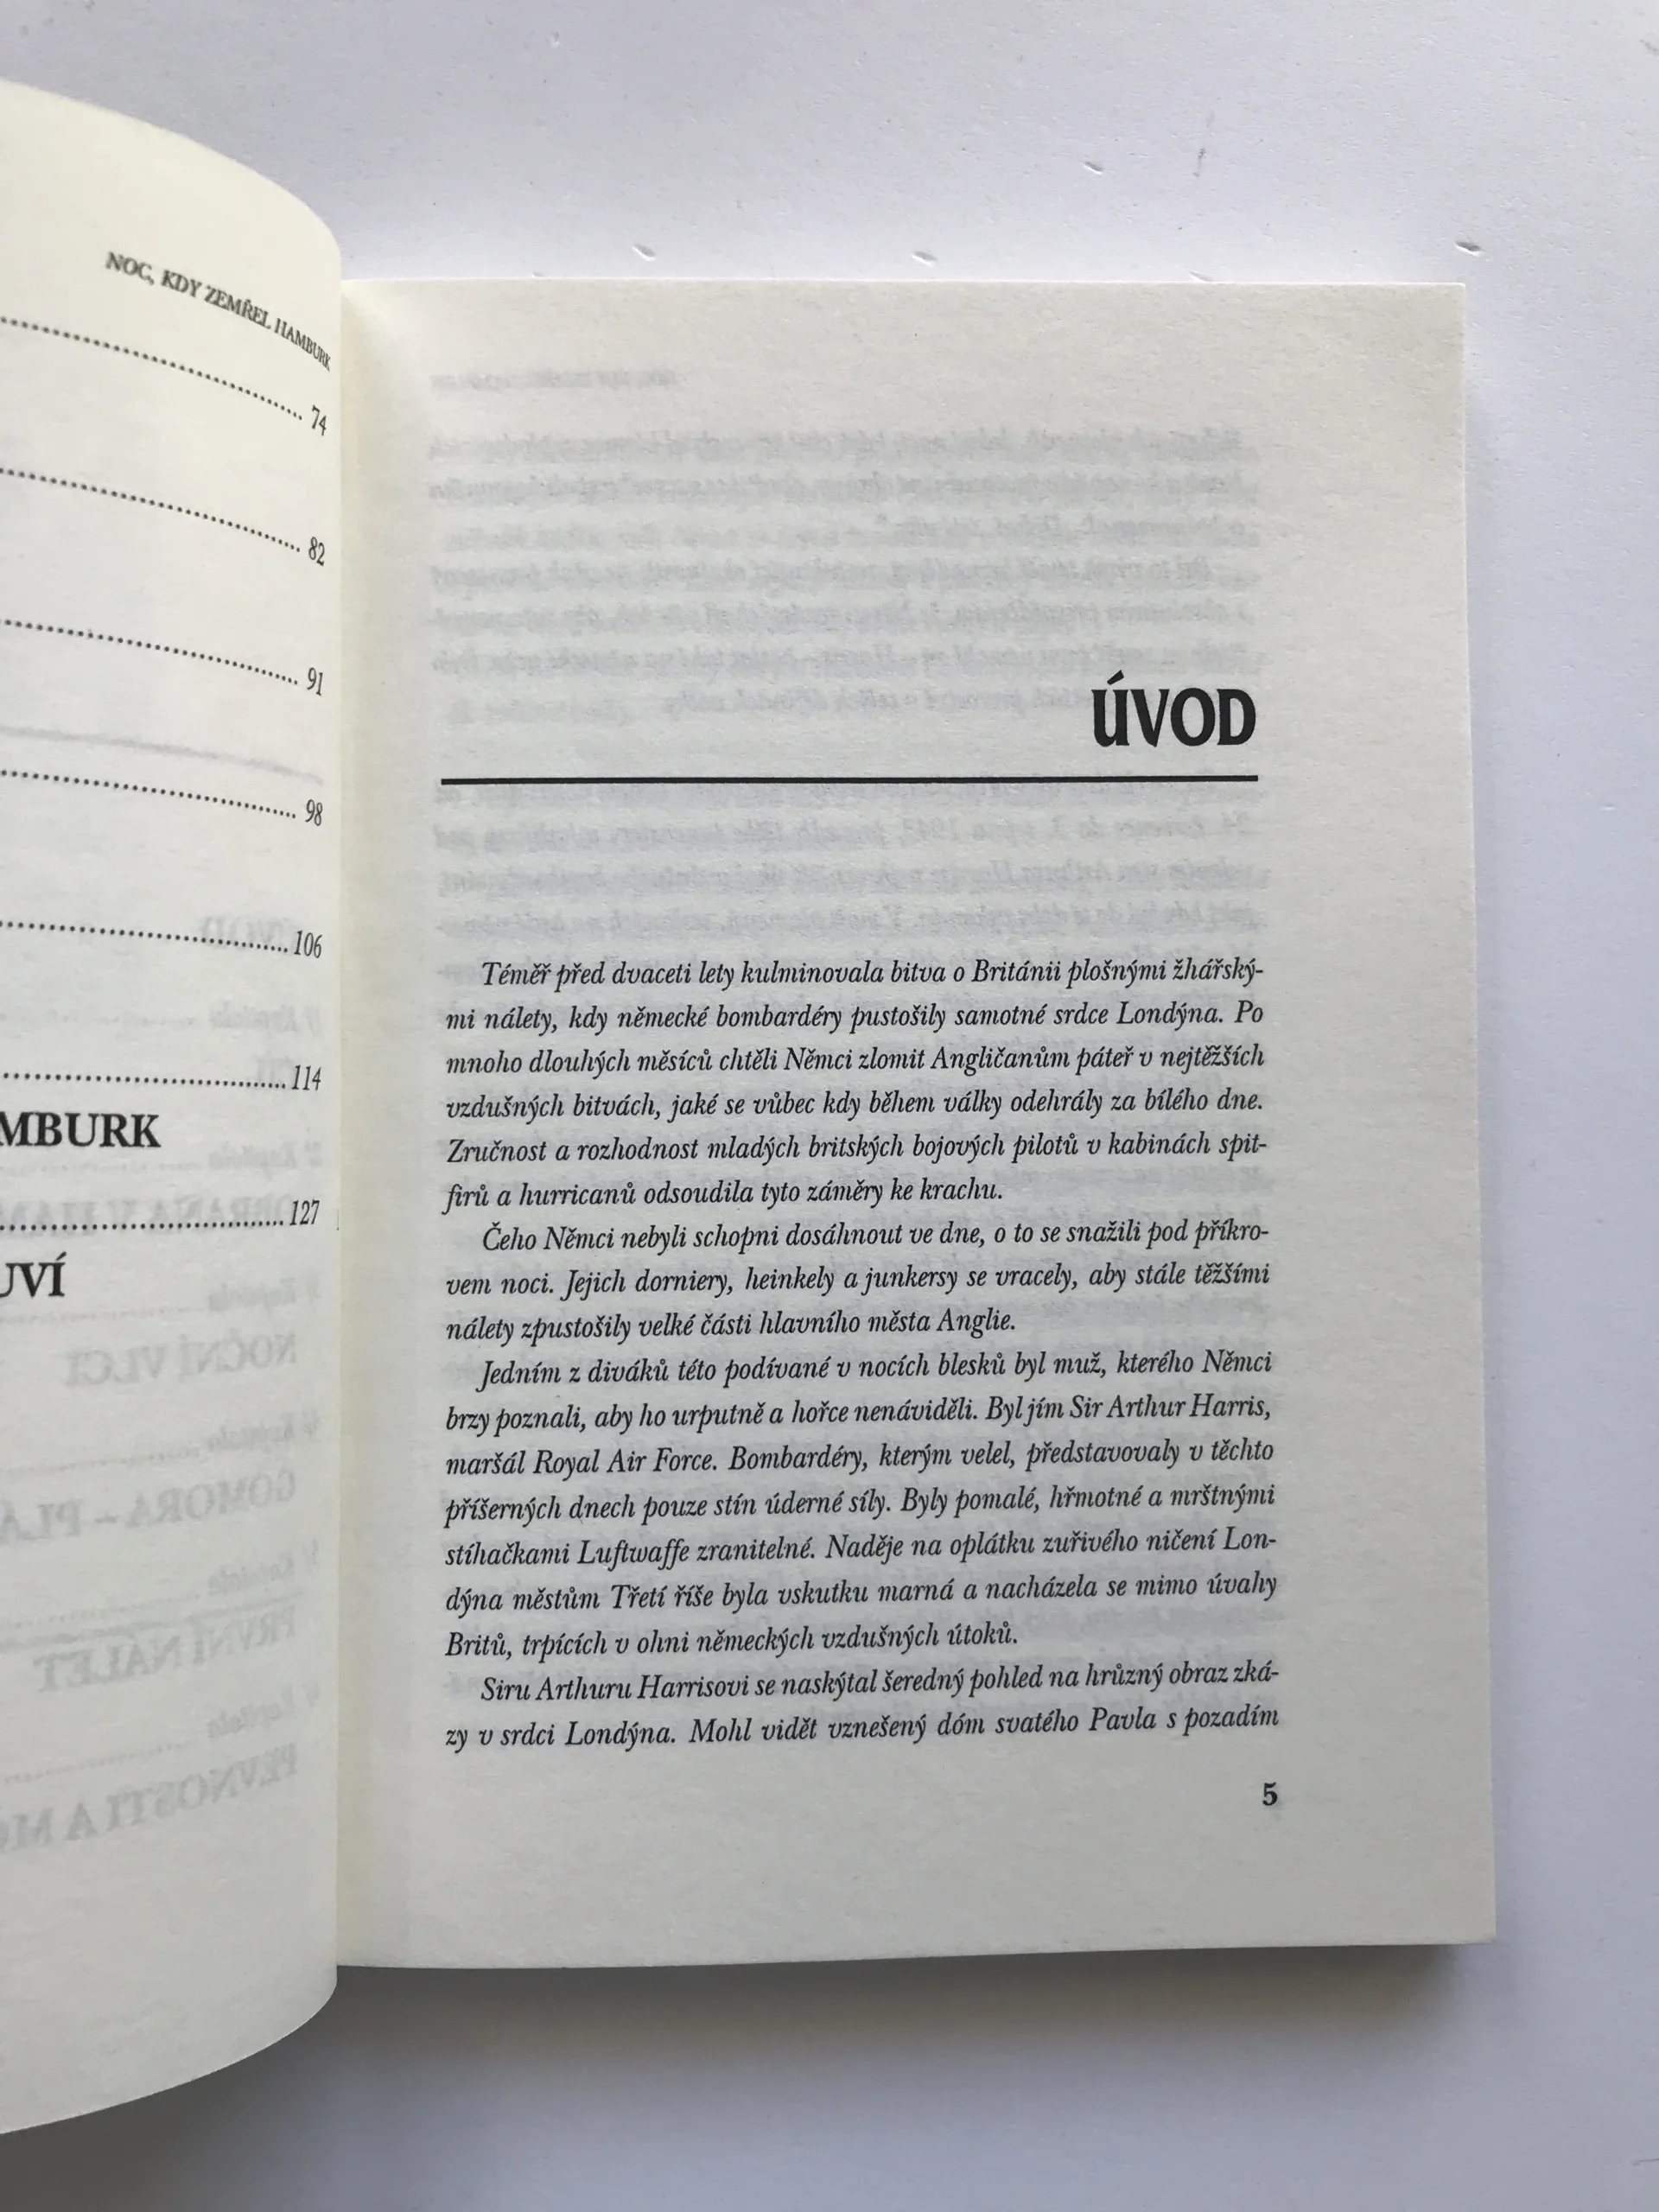 NOC, KDY ZEMŘEL HAMBURK
74
82
91
98
106
114
MBURK
127
UVÍ
ÚVOD
Téměř před dvaceti lety kulminovala bitva o Británii plošnými žhářský-
mi nálety, kdy německé bombardéry pustošily samotné srdce Londýna. Po
mnoho dlouhých měsíců chtěli Němci zlomit Angličanům páteř v nejtěžších
vzdušných bitvách, jaké se vůbec kdy během války odehrály za bílého dne.
Zručnost a rozhodnost mladých britských bojových pilotů v kabinách spit-
firů a hurricanů odsoudila tyto záměry ke krachu.
Čeho Němci nebyli schopni dosáhnout ve dne, o to se snažili pod příkro-
vem noci. Jejich dorniery, heinkely a junkersy se vracely, aby stále těžšími
nálety zpustošily velké části hlavního města Anglie.
Jedním z diváků této podívané v nocích blesků byl muž, kterého Němci
brzy poznali, aby ho urputně a hořce nenáviděli. Byl jím Sir Arthur Harris,
maršál Royal Air Force. Bombardéry, kterým velel, představovaly v těchto
příšerných dnech pouze stín úderné síly. Byly pomalé, hřmotné a mrštnými
stíhačkami Luftwaffe zranitelné. Naděje na oplátku zuřivého ničení Lon-
dýna městům Třetí říše byla vskutku marná a nacházela se mimo úvahy
Britů, trpících v ohni německých vzdušných útoků.
Siru Arthuru Harrisovi se naskýtal šeredný pohled na hrůzný obraz zká-
zy v srdci Londýna. Mohl vidět vznešený dóm svatého Pavla s pozadím
5